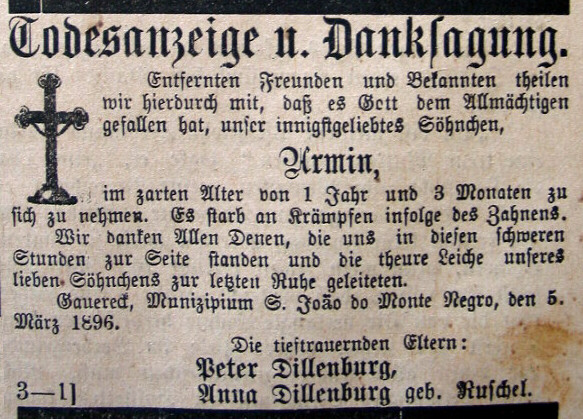 Todesanzeige u. Danksagung.
Entfernten Freunden und Bekannten theilen
wir hierdurch mit, daß es Gott dem Allmächtigen
gefallen hat, unser innigstgeliebtes Söhnchen,
Armin,
im zarten Alter von 1 Jahr und 3 Monaten zu
sich zu nehmen. Es starb an Krämpfen infolge des Zahnens.
Wir danken Allen Denen, die uns in diesen schweren
Stunden zur Seite standen und die theure Leiche unseres
lieben Söhnchens zur letzten Ruhe geleiteten.
Gauereck, Munizipium S. João do Monte Negro, den 5.
März 1896.
Die tieftrauernden Eltern:
Peter Dillenburg,
3—1] Anna Dillenburg geb. Ruschel.